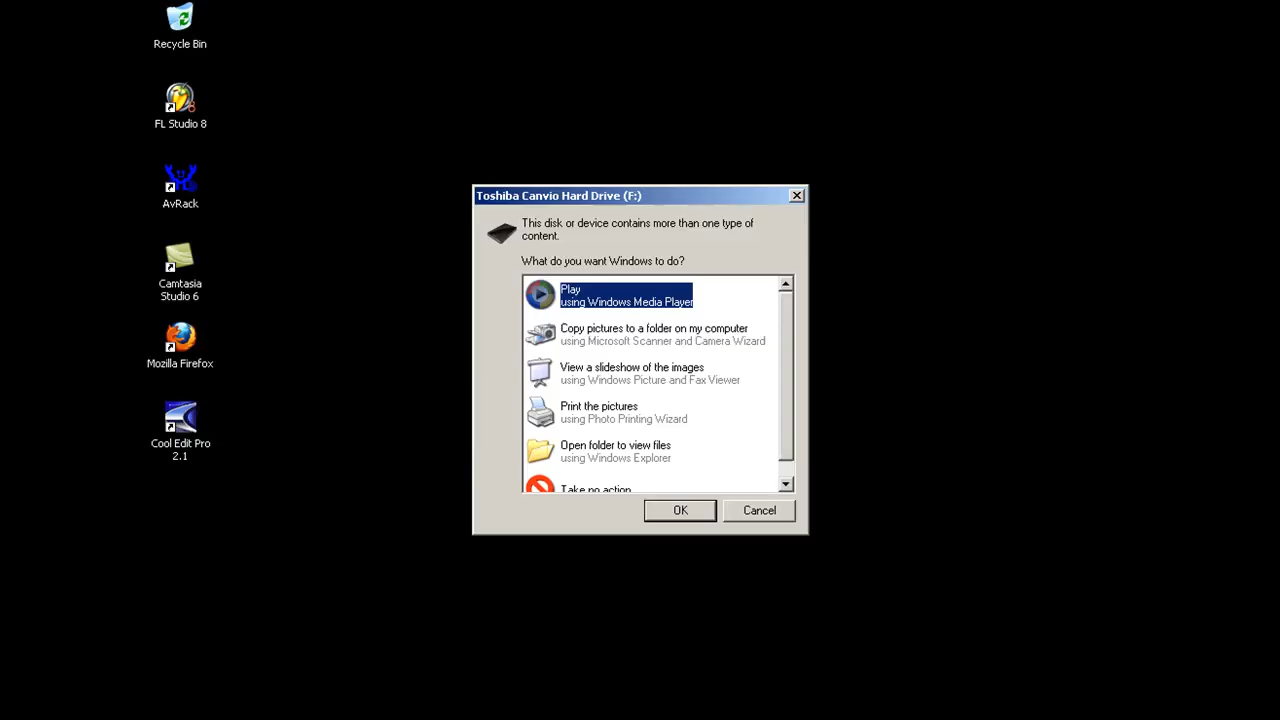 Recycle Bin
FL Studio 8
AvRack
Camtasia
Studio 6
Mozilla Firefox
Cool Edit Pro
2.1
Toshiba Canvio Hard Drive (F:)
This disk or device contains more than one type of
content.
What do you want Windows to do?
Play
using Windows Media Player
Copy pictures to a folder on my computer
using Microsoft Scanner and Camera Wizard
View a slideshow of the images
using Windows Picture and Fax Viewer
Print the pictures
using Photo Printing Wizard
Open folder to view files
using Windows Explorer
Take no action
OK
Cancel